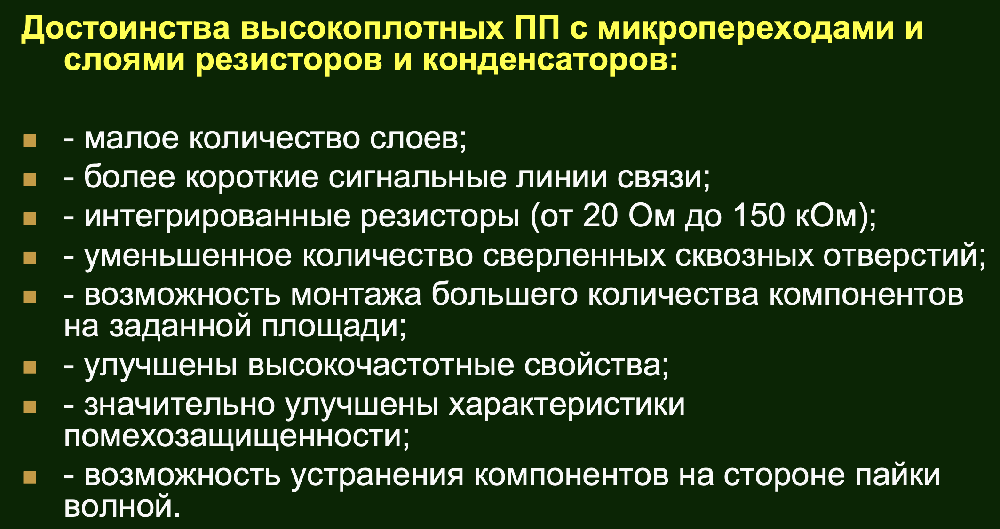 Достоинства высокоплотных ПП с микропереходами и
слоями резисторов и конденсаторов:
- малое количество слоев;
- более короткие сигнальные линии связи;
- интегрированные резисторы (от 20 Ом до 150 кОм);
- уменьшенное количество сверленных сквозных отверстий;
- возможность монтажа большего количества компонентов
на заданной площади;
- улучшены высокочастотные свойства;
- значительно улучшены характеристики
помехозащищенности;
- возможность устранения компонентов на стороне пайки
волной.